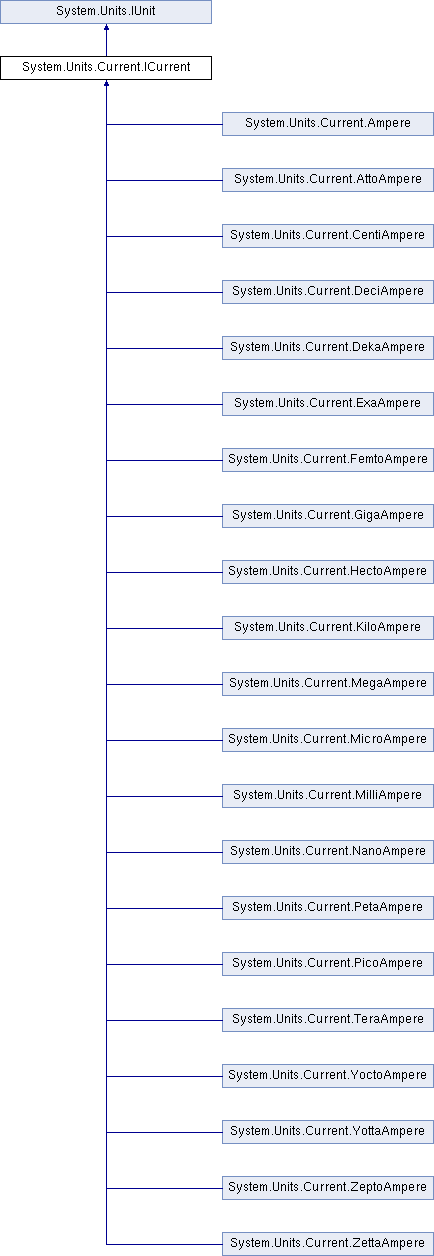 System.Units.IUnit
System.Units.Current.ICurrent
System.Units.Current.Ampere
System.Units.Current.AttoAmpere
System.Units.Current.CentiAmpere
System.Units.Current.DeciAmpere
System.Units.Current.DekaAmpere
System.Units.Current.ExaAmpere
System.Units.Current.FemtoAmpere
System.Units.Current.GigaAmpere
System.Units.Current.HectoAmpere
System.Units.Current.KiloAmpere
System.Units.Current.MegaAmpere
System.Units.Current.MicroAmpere
System.Units.Current.MilliAmpere
System.Units.Current.NanoAmpere
System.Units.Current.PetaAmpere
System.Units.Current.PicoAmpere
System.Units.Current.TeraAmpere
System.Units.Current.YoctoAmpere
System.Units.Current.YottaAmpere
System.Units.Current.ZeptoAmpere
System.Units.Current.ZettaAmpere